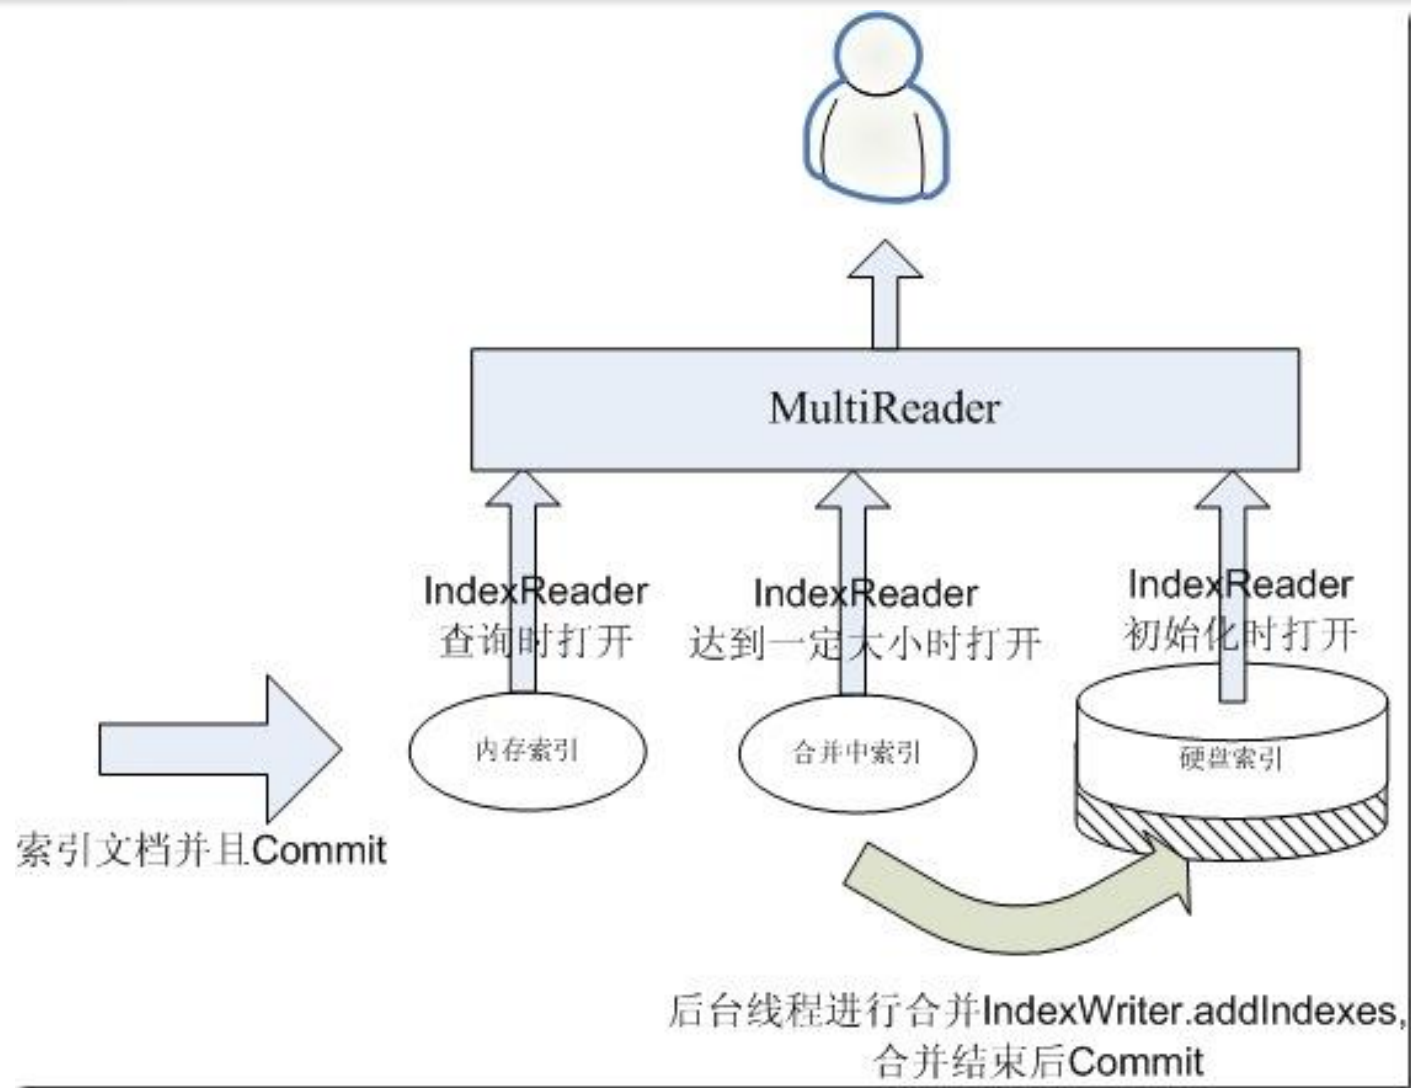 MultiReader
IndexReader
查询时打开
IndexReader
达到一定大小时打开
IndexReader
初始化时打开
内存索引
合并中索引
硬盘索引
索引文档并且Commit
后台线程进行合并IndexWriter.addIndexes,
合并结束后Commit